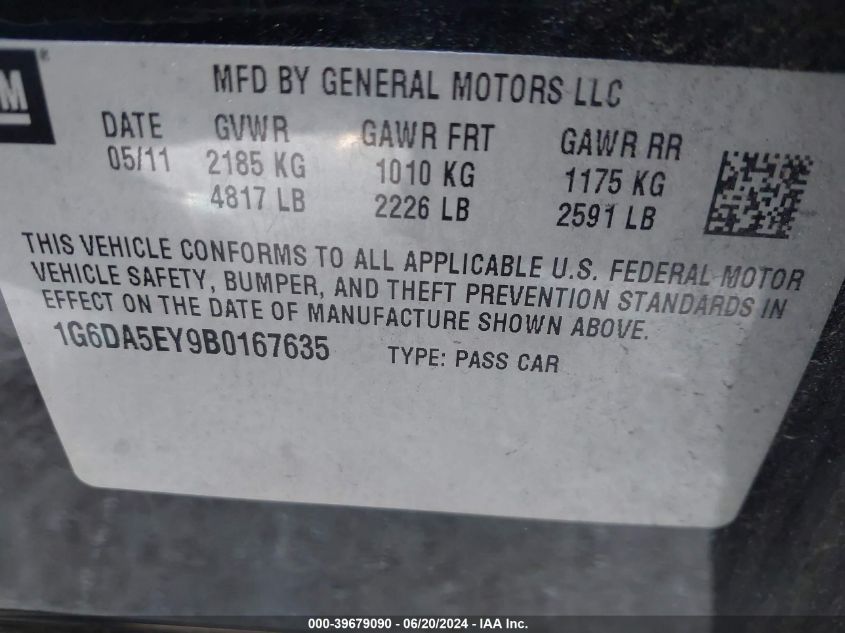 M ®
MFD BY GENERAL MOTORS LLC
DATE GVWR GAWR FRT GAWR RR
05/11 2185 KG 1010 KG 1175 KG
4817 LB 2226 LB 2591 LB
THIS VEHICLE CONFORMS TO ALL APPLICABLE U.S. FEDERAL MOTOR
VEHICLE SAFETY, BUMPER, AND THEFT PREVENTION STANDARDS IN
EFFECT ON THE DATE OF MANUFACTURE SHOWN ABOVE.
1G6DA5EY9B0167635 TYPE: PASS CAR
000-39679090 - 06/20/2024 - IAA Inc.